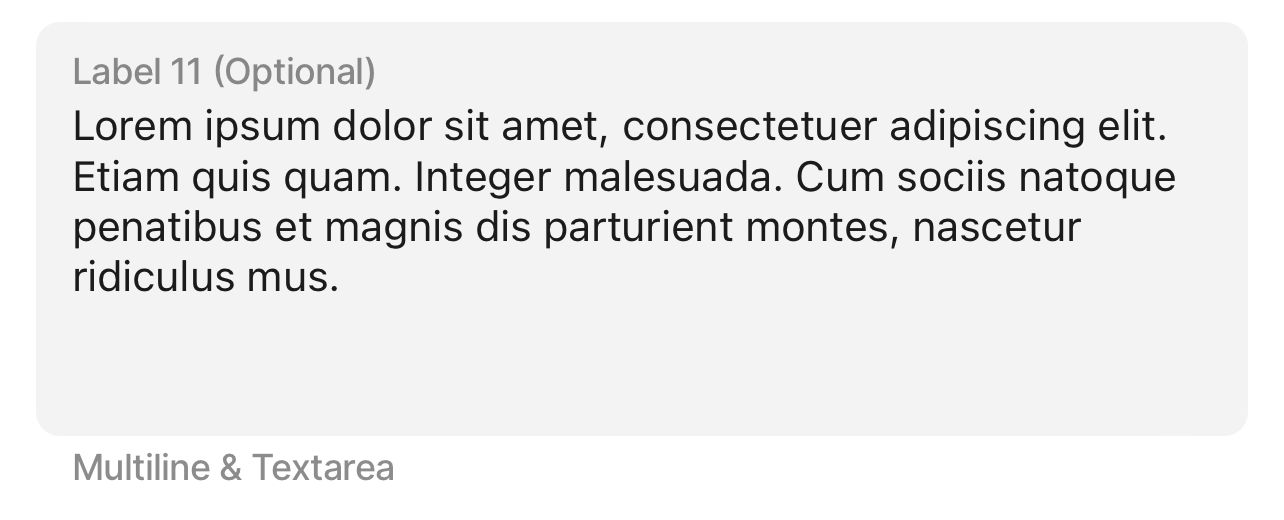 Label 11 (Optional)
Lorem ipsum dolor sit amet, consectetuer adipiscing elit.
Etiam quis quam. Integer malesuada. Cum sociis natoque
penatibus et magnis dis parturient montes, nascetur
ridiculus mus.
Multiline & Textarea